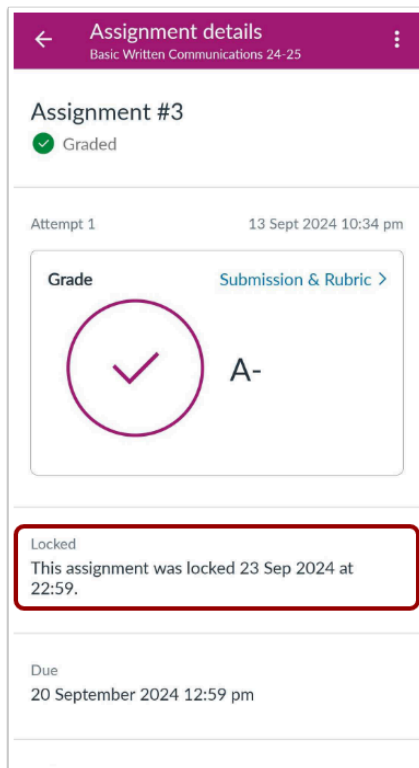 Assignment details
Basic Written Communications 24-25
Assignment #3
Graded
Attempt 1 13 Sept 2024 10:34 pm
Grade Submission & Rubric >
A-
Locked
This assignment was locked 23 Sep 2024 at
22:59.
Due
20 September 2024 12:59 pm